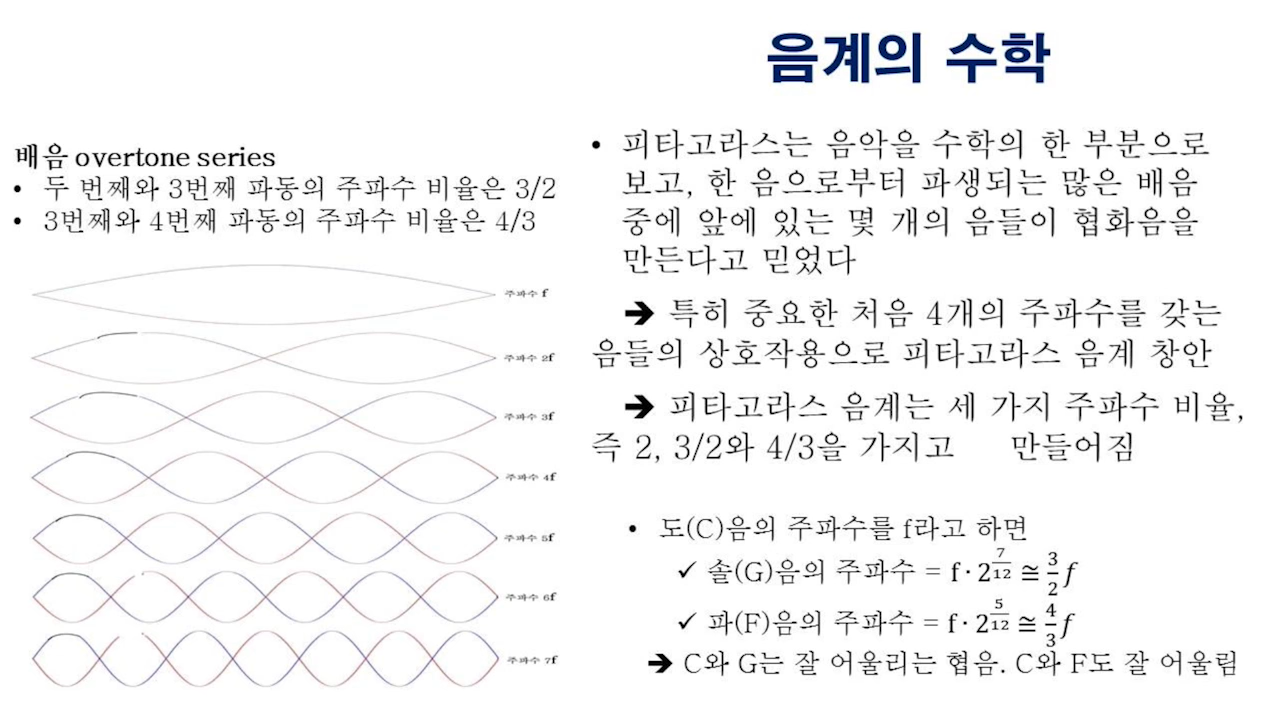 음계의 수학
배음 overtone series
• 두 번째와 3번째 파동의 주파수 비율은 3/2
• 3번째와 4번째 파동의 주파수 비율은 4/3
주파수 f
주파수 2f
주파수 3f
주파수 4f
주파수 5f
주파수 6f
주파수 7f
• 피타고라스는 음악을 수학의 한 부분으로
보고, 한 음으로부터 파생되는 많은 배음
중에 앞에 있는 몇 개의 음들이 협화음을
만든다고 믿었다
➔ 특히 중요한 처음 4개의 주파수를 갖는
음들의 상호작용으로 피타고라스 음계 창안
➔ 피타고라스 음계는 세 가지 주파수 비율,
즉 2, 3/2와 4/3을 가지고 만들어짐
• 도(C)음의 주파수를 f라고 하면
✓ 솔(G)음의 주파수 = f · 2^(7/12) ≅ 3/2 f
✓ 파(F)음의 주파수 = f · 2^(5/12) ≅ 4/3 f
➔ C와 G는 잘 어울리는 협음. C와 F도 잘 어울림